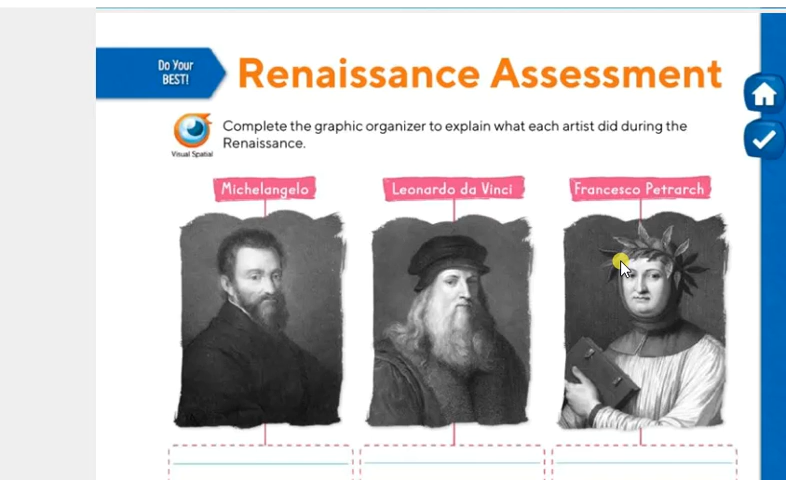 Do Your
BEST!
Renaissance Assessment
Complete the graphic organizer to explain what each artist did during the
Renaissance.
Visual Spatial
Michelangelo
Leonardo da Vinci
Francesco Petrarch